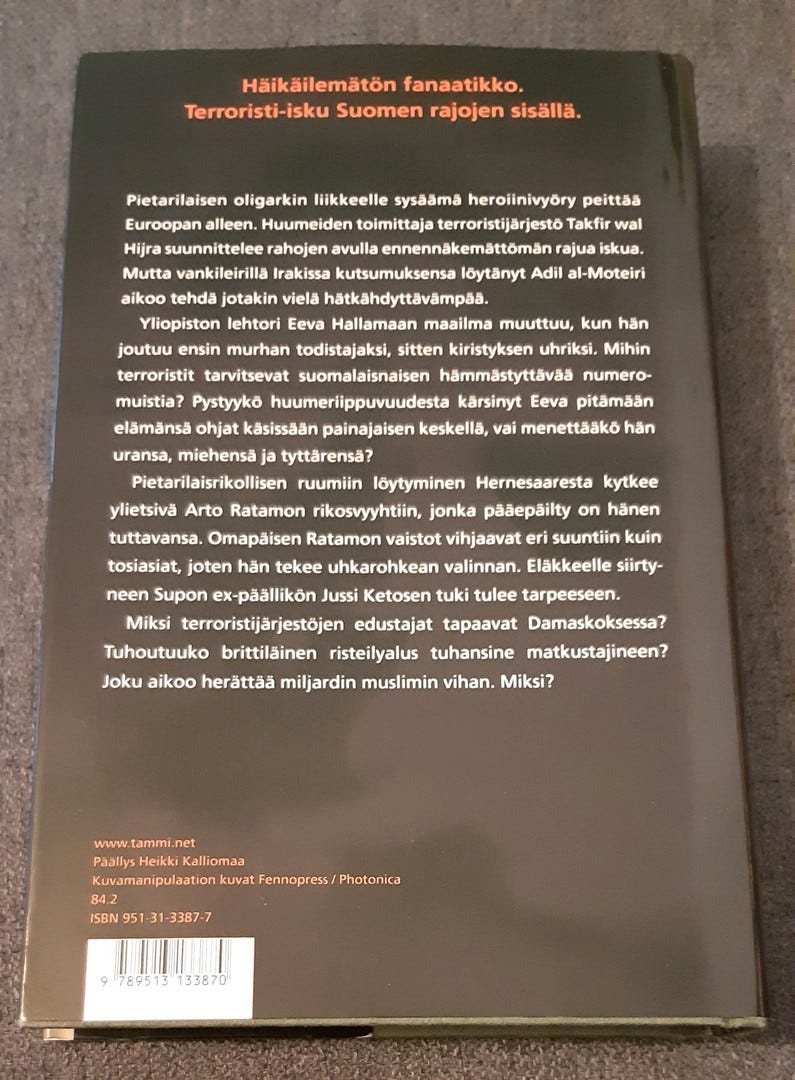 Häikäilemätön fanaatikko.
Terroristi-isku Suomen rajojen sisällä.
Pietarilaisen oligarkin liikkeelle sysäämä heroiinivyöry peittää
Euroopan alleen. Huumeiden toimittaja terroristijärjestö Takfir wal
Hijra suunnittelee rahojen avulla ennennäkemättömän rajua iskua.
Mutta vankileirillä Irakissa kutsumuksensa löytänyt Adil al-Moteiri
aikoo tehdä jotakin vielä hätkähdyttävämpää.
Yliopiston lehtori Eeva Hallamaan maailma muuttuu, kun hän
joutuu ensin murhan todistajaksi, sitten kiristyksen uhriksi. Mihin
terroristit tarvitsevat suomalaisnaisen hämmästyttävää numero-
muistia? Pystyykö huumeriippuvuudesta kärsinyt Eeva pitämään
elämänsä ohjat käsissään painajaisen keskellä, vai menettääkö hän
uransa, miehensä ja tyttärensä?
Pietarilaisrikollisen ruumiin löytyminen Hernesaaresta kytkee
ylietsivä Arto Ratamon rikosvyyhtiin, jonka pääepäilty on hänen
tuttavansa. Omapäisen Ratamon vaistot vihjaavat eri suuntiin kuin
tosiasiat, joten hän tekee uhkarohkean valinnan. Eläkkeelle siirty-
neen Supon ex-päällikön Jussi Ketosen tuki tulee tarpeeseen.
Miksi terroristijärjestöjen edustajat tapaavat Damaskoksessa?
Tuhoutuuko brittiläinen risteilyalus tuhansine matkustajineen?
Joku aikoo herättää miljardin muslimin vihan. Miksi?
www.tammi.net
Päällys Heikki Kalliomaa
Kuvamanipulaation kuvat Fennopress / Photonica
84.2
ISBN 951-31-3387-7
9 789513 133870